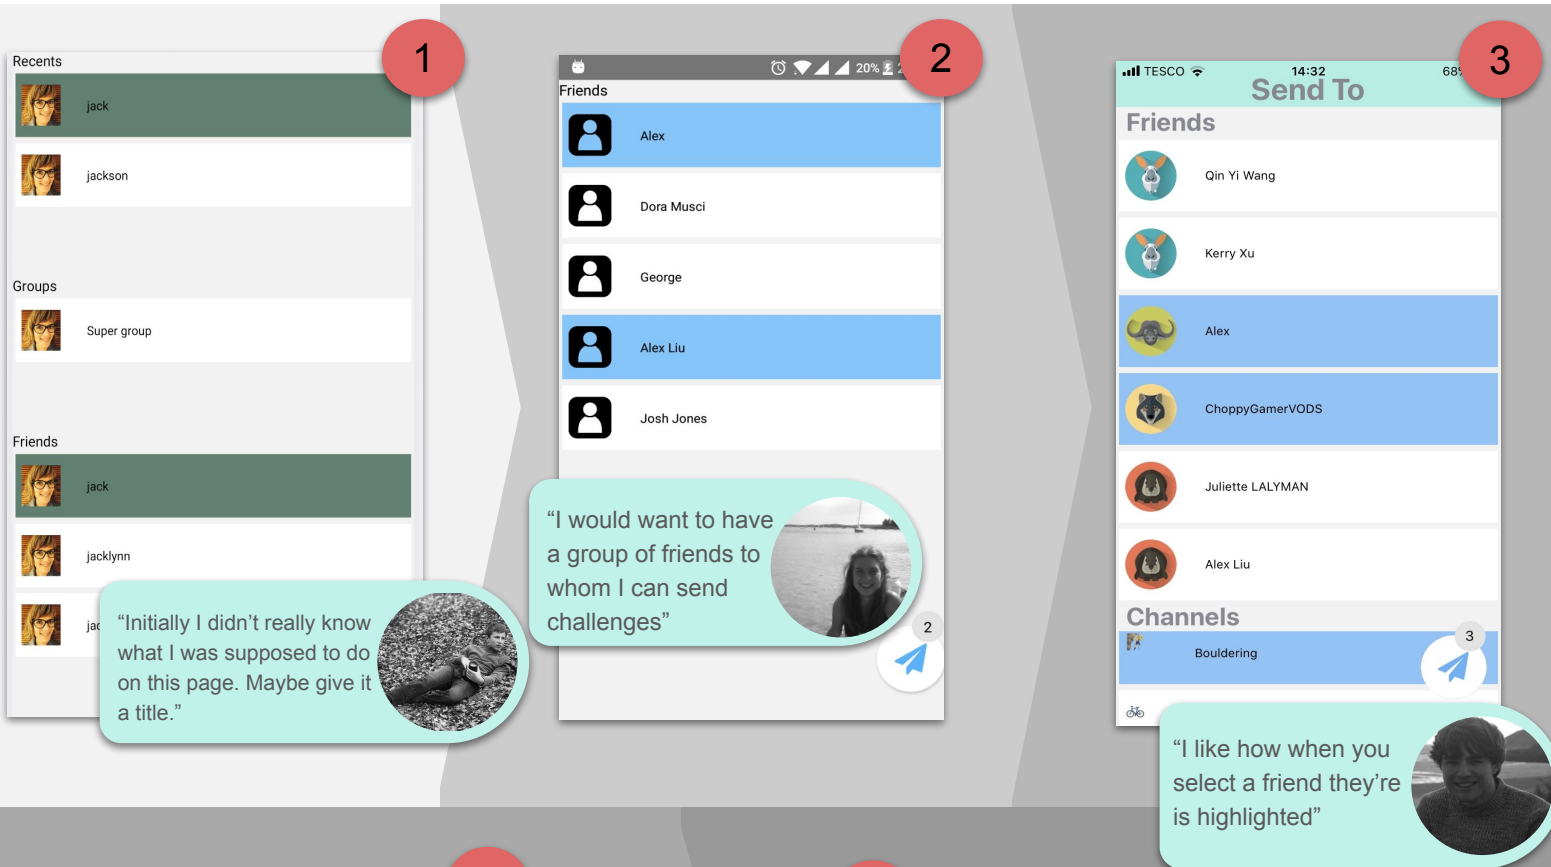 1
Recents
jack
jackson
Groups
Super group
Friends
jack
jacklynn
“Initially I didn’t really know
what I was supposed to do
on this page. Maybe give it
a title.”
2
20%
Friends
Alex
Dora Musci
George
Alex Liu
Josh Jones
“I would want to have
a group of friends to
whom I can send
challenges”
2
3
TESCO
14:32
68%
Send To
Friends
Qin Yi Wang
Kerry Xu
Alex
ChoppyGamerVODS
Juliette LALYMAN
Alex Liu
Channels
Bouldering
3
“I like how when you
select a friend they’re
is highlighted”